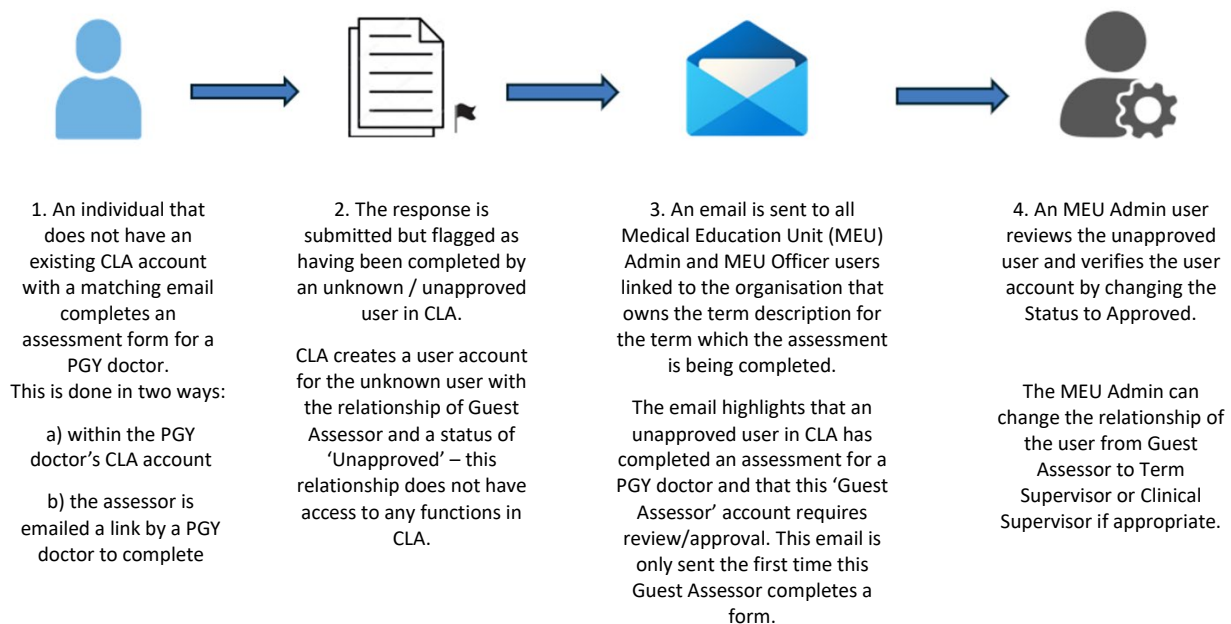 1. An individual that
does not have an
existing CLA account
with a matching email
completes an
assessment form for a
PGY doctor.
This is done in two ways:
a) within the PGY
doctor’s CLA account
b) the assessor is
emailed a link by a PGY
doctor to complete
2. The response is
submitted but flagged as
having been completed by
an unknown / unapproved
user in CLA.
CLA creates a user account
for the unknown user with
the relationship of Guest
Assessor and a status of
‘Unapproved’ – this
relationship does not have
access to any functions in
CLA.
3. An email is sent to all
Medical Education Unit (MEU)
Admin and MEU Officer users
linked to the organisation that
owns the term description for
the term which the assessment
is being completed.
The email highlights that an
unapproved user in CLA has
completed an assessment for a
PGY doctor and that this ‘Guest
Assessor’ account requires
review/approval. This email is
only sent the first time this
Guest Assessor completes a
form.
4. An MEU Admin user
reviews the unapproved
user and verifies the user
account by changing the
Status to Approved.
The MEU Admin can
change the relationship of
the user from Guest
Assessor to Term
Supervisor or Clinical
Supervisor if appropriate.